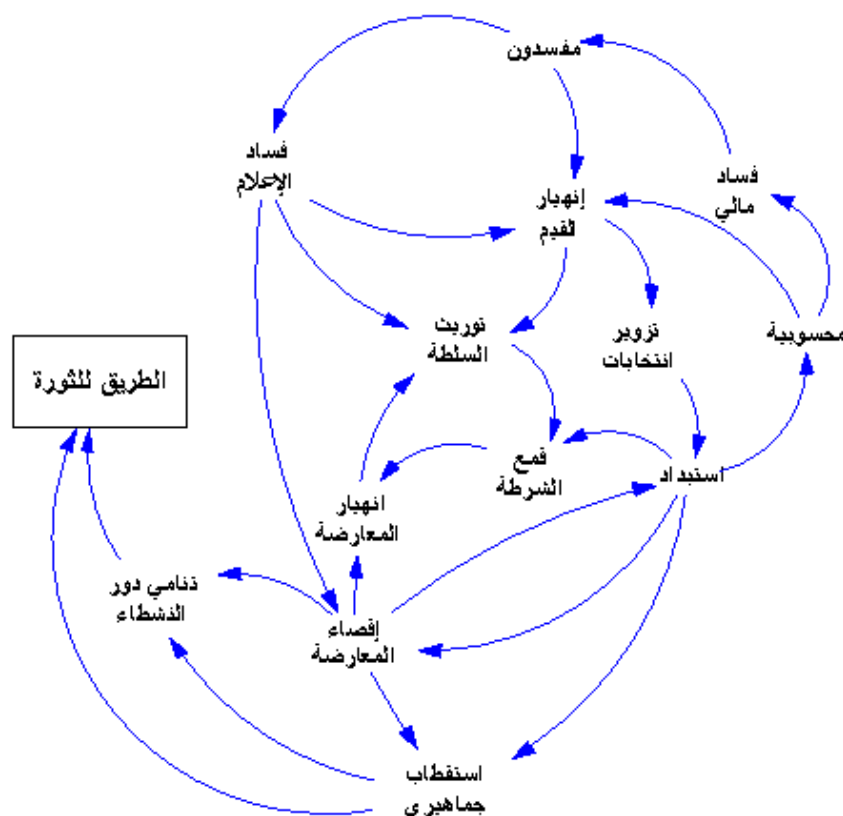 مفسدون
فساد
الإعلام
فساد
مالي
إنهيار
لقيم
توريث
السلطة
تزوير
انتخابات
محسوبية
الطريق للثورة
قمع
الشرطة
استبداد
انهيار
المعارضة
تنامي دور
النشطاء
إقصاء
المعارضة
استقطاب
جماهيري